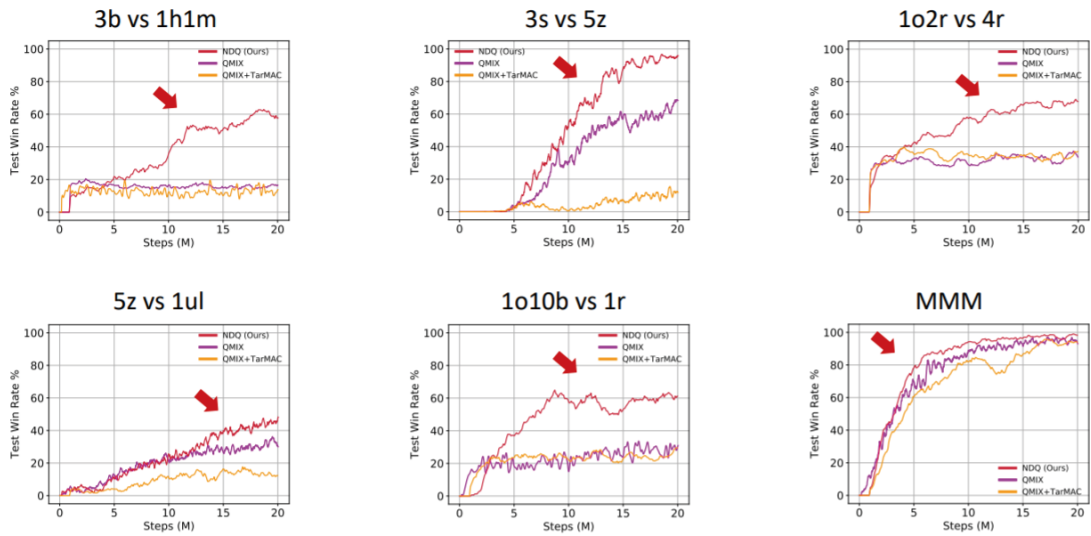 3b vs 1h1m
Test Win Rate %
100
80
60
40
20
0
NDQ (Ours)
QMIX
QMIX+TarMAC
0 5 10 15 20
Steps (M)
3s vs 5z
Test Win Rate %
100
80
60
40
20
0
NDQ (Ours)
QMIX
QMIX+TarMAC
0 5 10 15 20
Steps (M)
1o2r vs 4r
Test Win Rate %
100
80
60
40
20
0
NDQ (Ours)
QMIX
QMIX+TarMAC
0 5 10 15 20
Steps (M)
5z vs 1ul
Test Win Rate %
100
80
60
40
20
0
NDQ (Ours)
QMIX
QMIX+TarMAC
0 5 10 15 20
Steps (M)
1o10b vs 1r
Test Win Rate %
100
80
60
40
20
0
NDQ (Ours)
QMIX
QMIX+TarMAC
0 5 10 15 20
Steps (M)
MMM
Test Win Rate %
100
80
60
40
20
0
NDQ (Ours)
QMIX
QMIX+TarMAC
0 5 10 15 20
Steps (M)